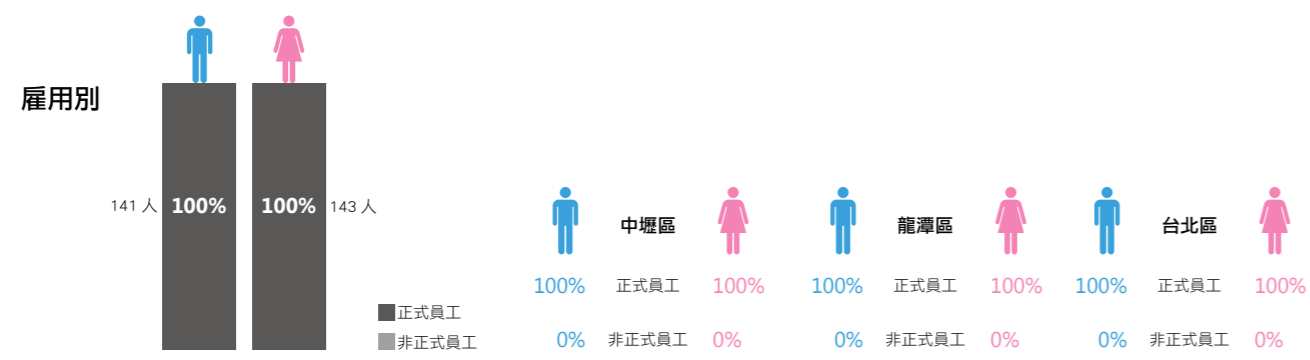 雇用別
141 人 100% 100% 143 人
正式員工
非正式員工
中壢區 龍潭區 台北區
100% 正式員工 100% 100% 正式員工 100% 100% 正式員工 100%
0% 非正式員工 0% 0% 非正式員工 0% 0% 非正式員工 0%